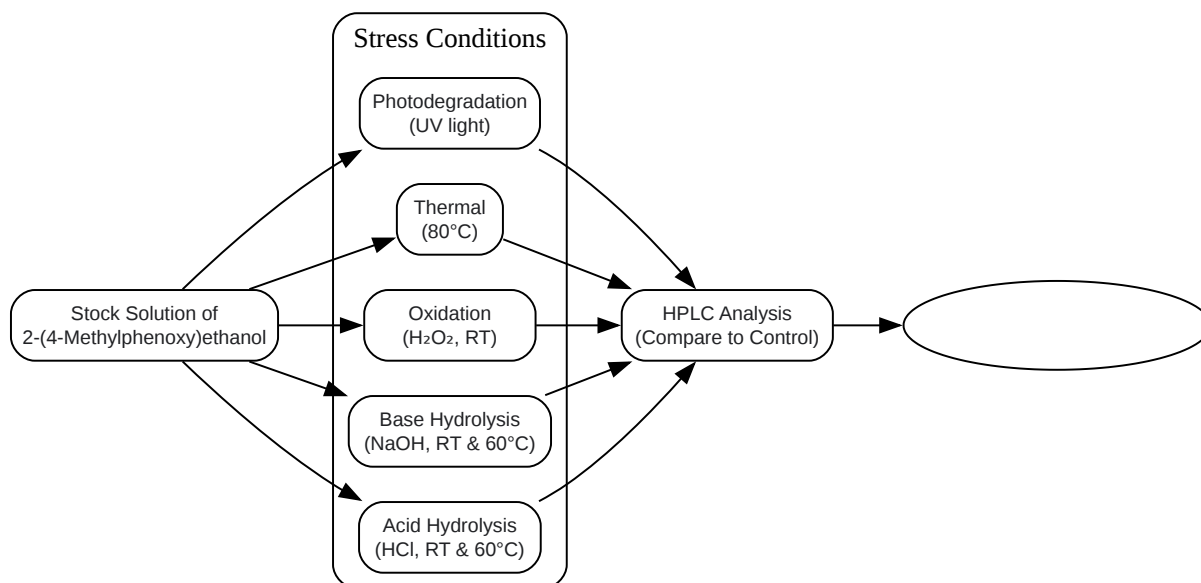 Stress Conditions
Photodegradation
(UV light)
Thermal
(80°C)
Stock Solution of
2-(4-Methylphenoxy)ethanol
Oxidation
(H₂O₂, RT)
HPLC Analysis
(Compare to Control)
Base Hydrolysis
(NaOH, RT & 60°C)
Acid Hydrolysis
(HCl, RT & 60°C)